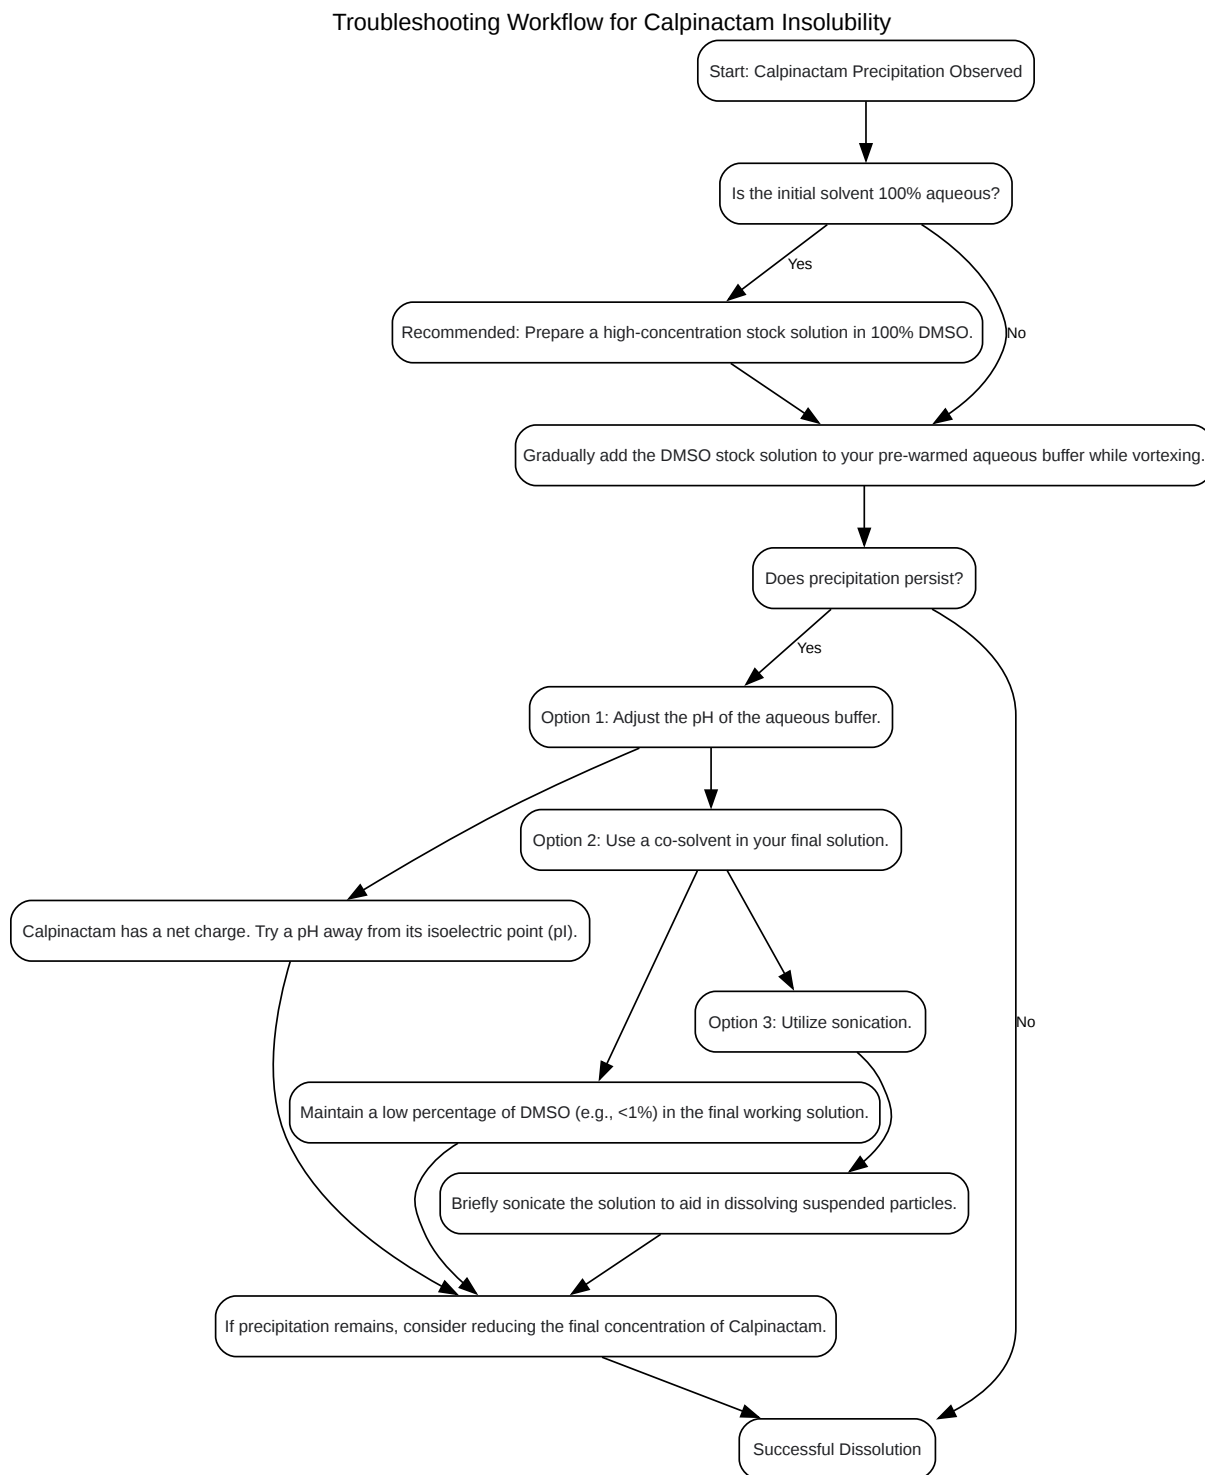 Troubleshooting Workflow for Calpinactam Insolubility
Start: Calpinactam Precipitation Observed
Is the initial solvent 100% aqueous?
Yes
Recommended: Prepare a high-concentration stock solution in 100% DMSO.
No
Gradually add the DMSO stock solution to your pre-warmed aqueous buffer while vortexing.
Does precipitation persist?
Yes
Option 1: Adjust the pH of the aqueous buffer.
Option 2: Use a co-solvent in your final solution.
Calpinactam has a net charge. Try a pH away from its isoelectric point (pI).
Option 3: Utilize sonication.
No
Maintain a low percentage of DMSO (e.g., <1%) in the final working solution.
Briefly sonicate the solution to aid in dissolving suspended particles.
If precipitation remains, consider reducing the final concentration of Calpinactam.
Successful Dissolution